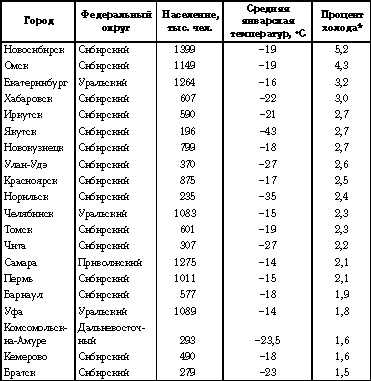 Город Федеральный округ Население, тыс. чел. Средняя январская температур, °С Процент холода*
Новосибирск Сибирский 1399 –19 5,2
Омск Сибирский 1149 –19 4,3
Екатеринбург Уральский 1264 –16 3,2
Хабаровск Сибирский 607 –22 3,0
Иркутск Сибирский 590 –21 2,7
Якутск Сибирский 196 –43 2,7
Новокузнецк Сибирский 799 –18 2,7
Улан-Удэ Сибирский 370 –27 2,6
Красноярск Сибирский 875 –17 2,5
Норильск Сибирский 235 –35 2,4
Челябинск Уральский 1083 –15 2,3
Томск Сибирский 601 –19 2,3
Чита Сибирский 307 –27 2,2
Самара Приволжский 1275 –14 2,1
Пермь Сибирский 1011 –15 2,1
Барнаул Сибирский 577 –18 1,9
Уфа Уральский 1089 –14 1,8
Комсомольск- Дальневосточ-
на-Амуре ный 293 –23,5 1,6
Кемерово Сибирский 490 –18 1,6
Братск Сибирский 279 –23 1,5